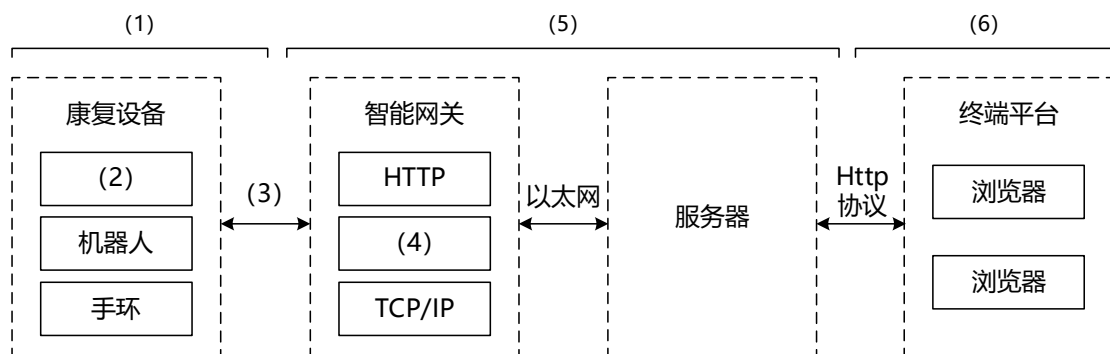 (1)
(5)
(6)
康复设备
智能网关
终端平台
(2)
机器人
手环
(3)
HTTP
(4)
TCP/IP
以太网
服务器
Http
协议
浏览器
浏览器